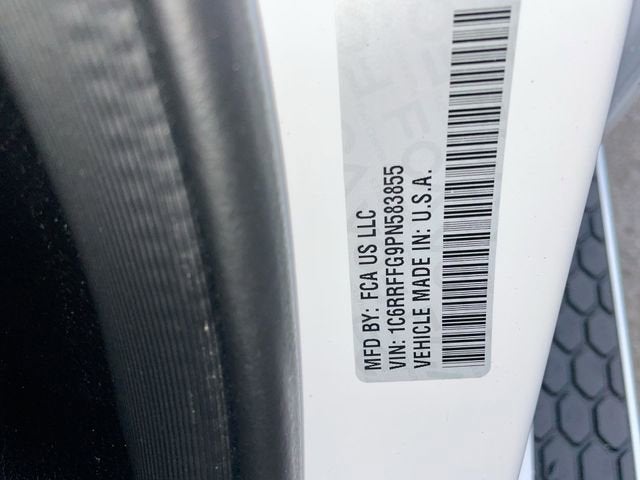 MFD BY: FCA US LLC
VIN: 1C6RRFFG9PN583855
VEHICLE MADE IN: U.S.A.